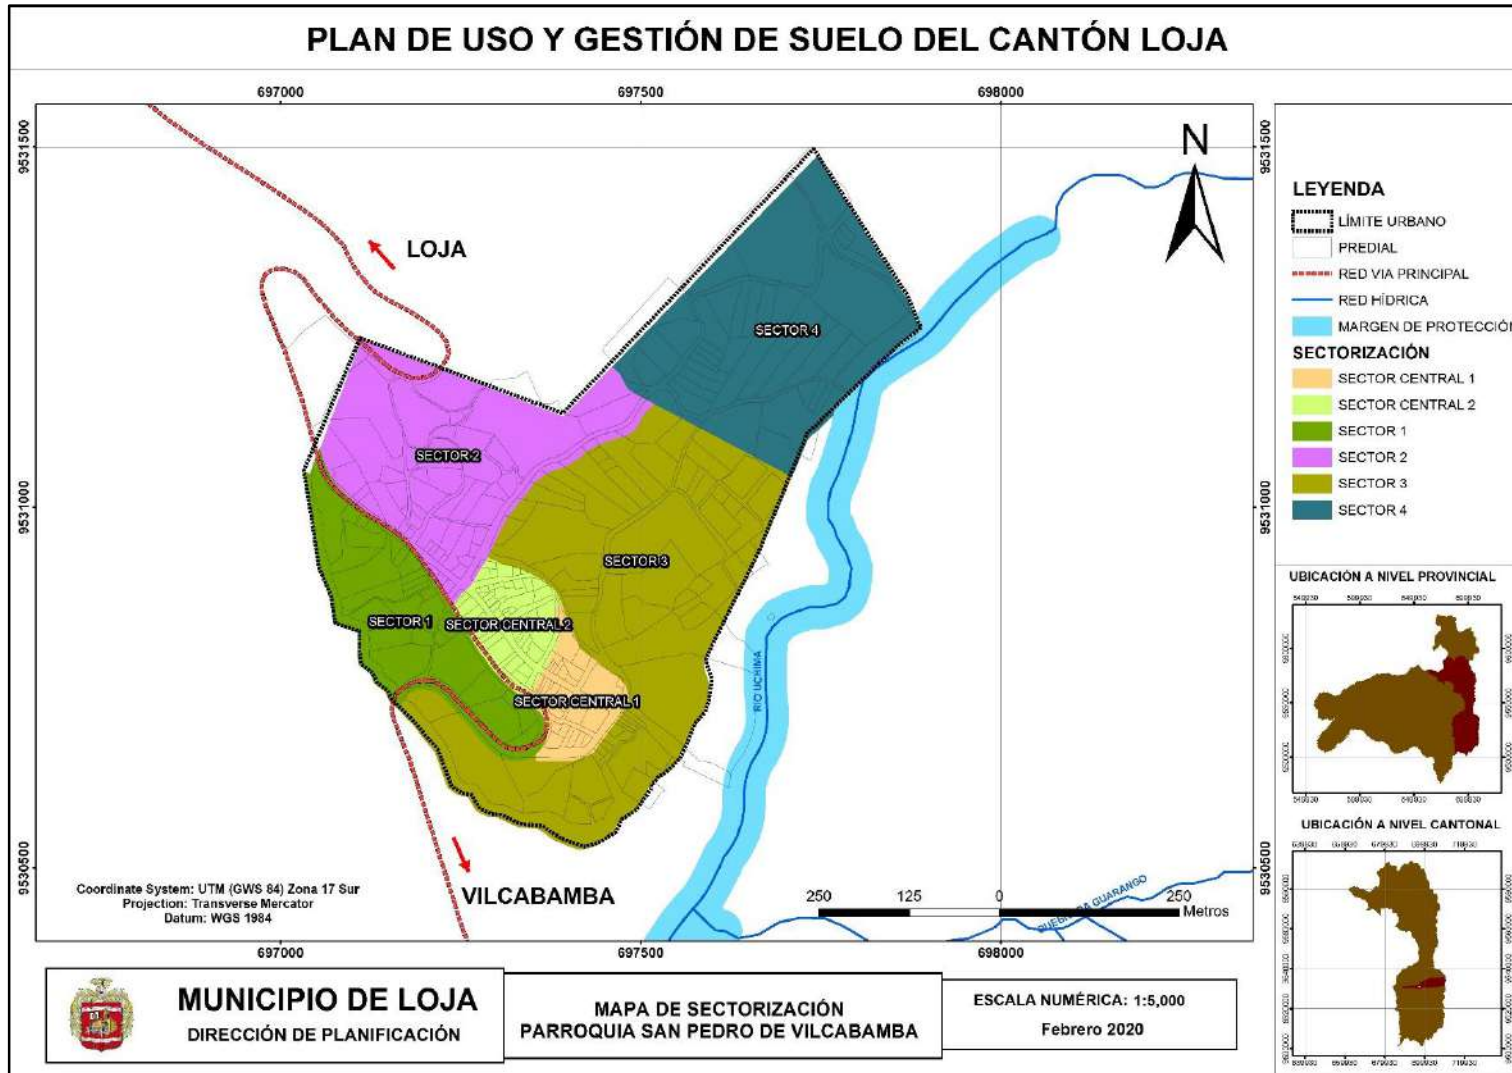 PLAN DE USO Y GESTIÓN DE SUELO DEL CANTÓN LOJA
697000
697500
698000
9531500
9531500
N
LOJA
SECTOR 4
SECTOR 2
9531000
9531000
SECTOR 3
SECTOR 1
SECTOR CENTRAL 2
SECTOR CENTRAL 1
RIO UCHIMA
9530500
9530500
VILCABAMBA
Coordinate System: UTM (GWS 84) Zona 17 Sur
Projection: Transverse Mercator
Datum: WGS 1984
250
125
0
250
Metros
QUEBRADA GUARANGO
697000
697500
698000
LEYENDA
LÍMITE URBANO
PREDIAL
RED VIA PRINCIPAL
RED HÍDRICA
MARGEN DE PROTECCIÓN
SECTORIZACIÓN
SECTOR CENTRAL 1
SECTOR CENTRAL 2
SECTOR 1
SECTOR 2
SECTOR 3
SECTOR 4
UBICACIÓN A NIVEL PROVINCIAL
UBICACIÓN A NIVEL CANTONAL
MUNICIPIO DE LOJA
DIRECCIÓN DE PLANIFICACIÓN
MAPA DE SECTORIZACIÓN
PARROQUIA SAN PEDRO DE VILCABAMBA
ESCALA NUMÉRICA: 1:5,000
Febrero 2020